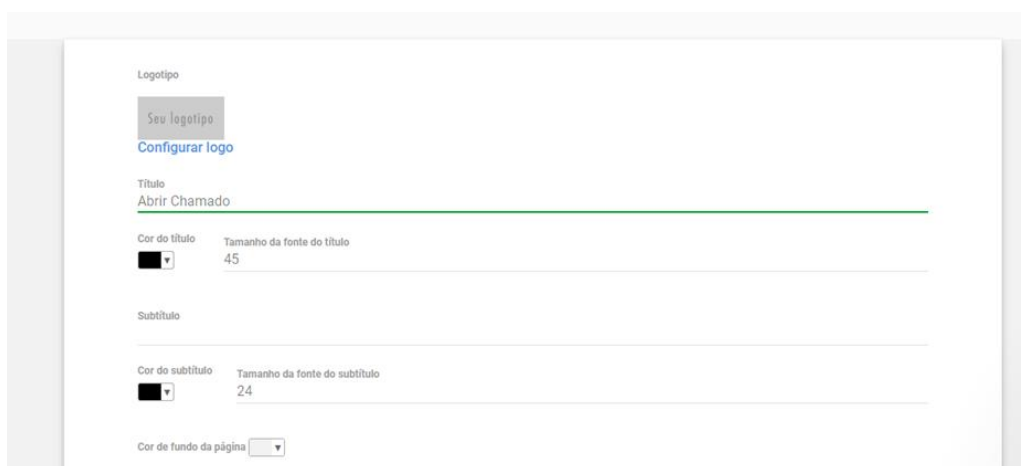 Logotipo
Seu logotipo
Configurar logo
Título
Abrir Chamado
Cor do título
Tamanho da fonte do título
45
Subtítulo
Cor do subtítulo
Tamanho da fonte do subtítulo
24
Cor de fundo da página